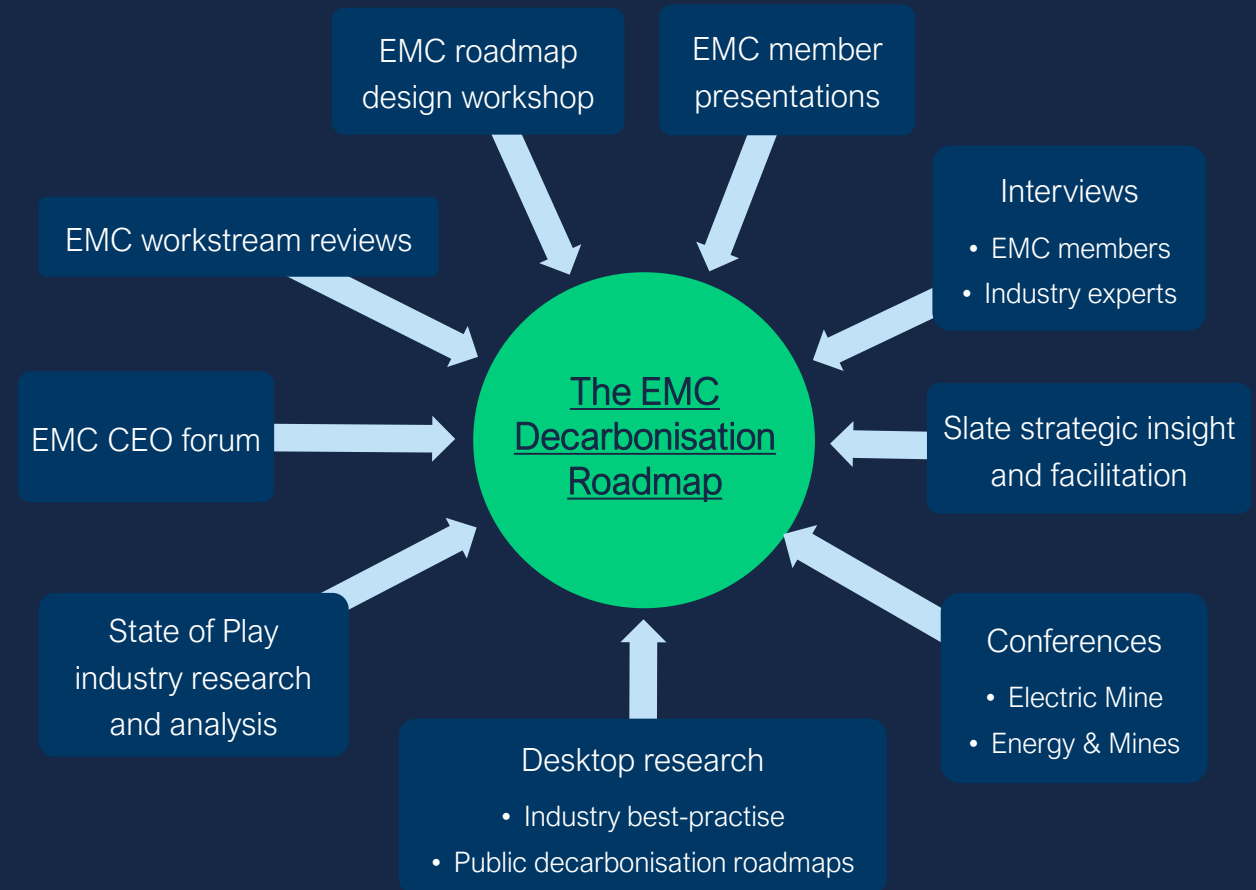 EMC roadmap
design workshop
EMC member
presentations
Interviews
• EMC members
• Industry experts
EMC workstream reviews
The EMC
Decarbonisation
Roadmap
EMC CEO forum
Slate strategic insight
and facilitation
State of Play
industry research
and analysis
Conferences
• Electric Mine
• Energy & Mines
Desktop research
• Industry best-practise
• Public decarbonisation roadmaps